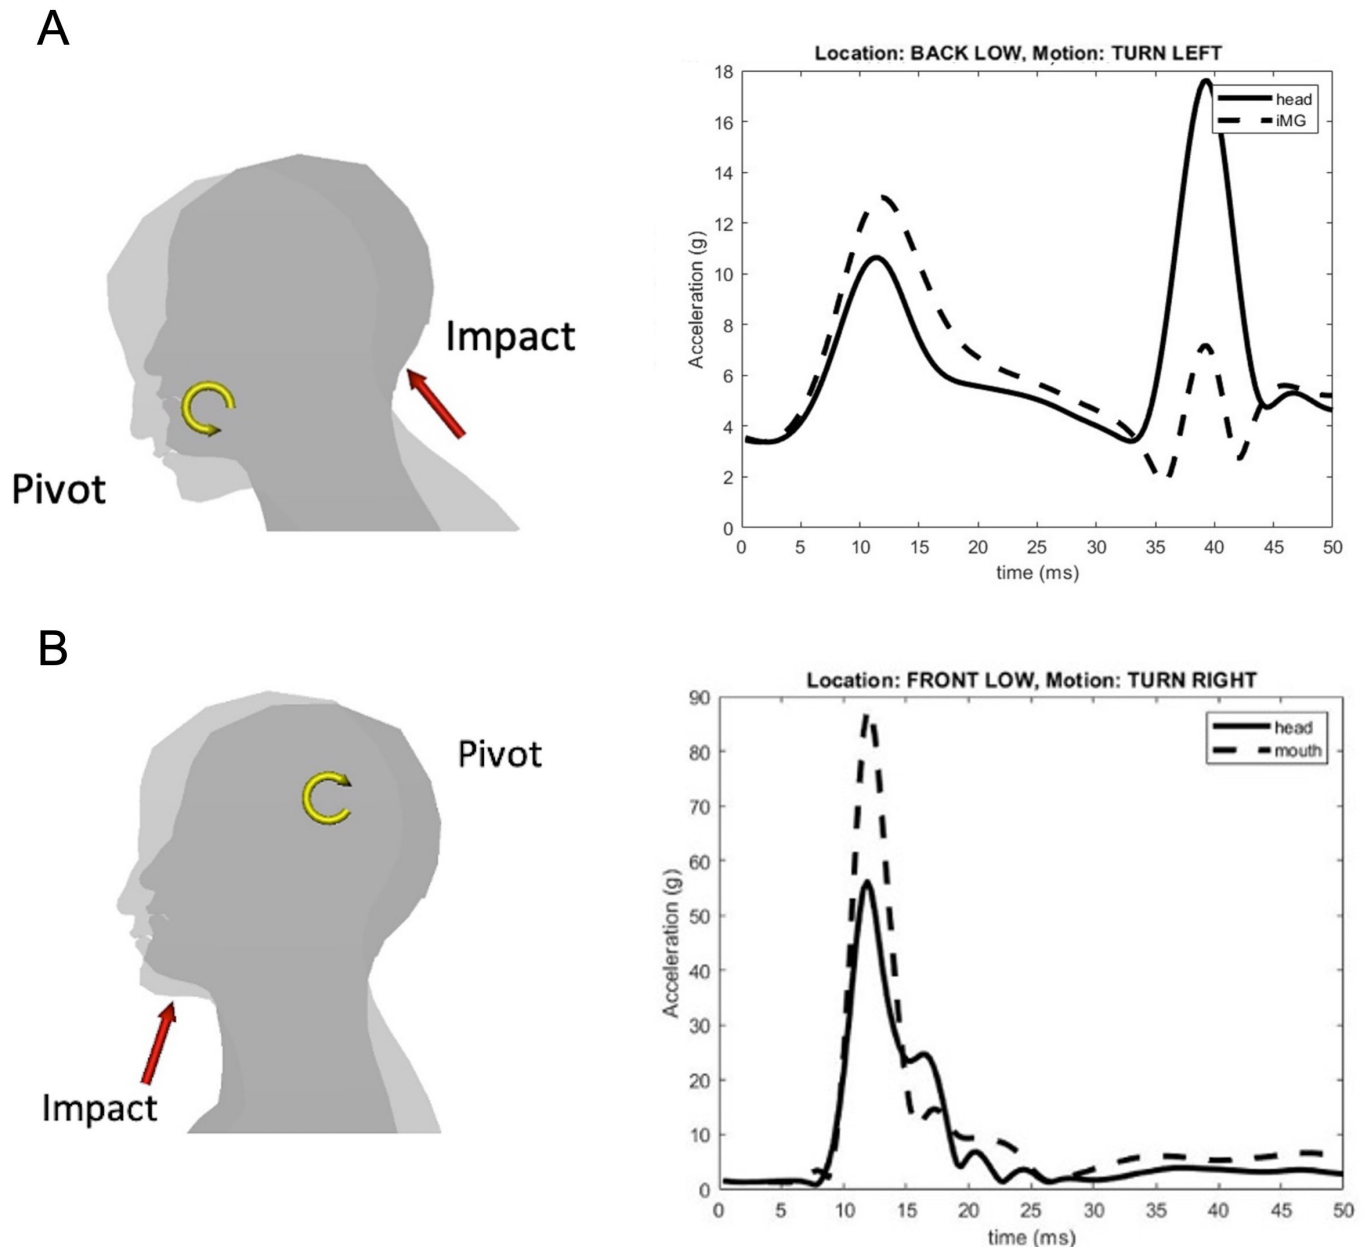 A
Location: BACK LOW, Motion: TURN LEFT
18
16
14
12
10
8
6
4
2
0
Acceleration (g)
head
iMG
0 5 10 15 20 25 30 35 40 45 50
time (ms)
Impact
Pivot
B
Location: FRONT LOW, Motion: TURN RIGHT
90
80
70
60
50
40
30
20
10
0
Acceleration (g)
head
mouth
0 5 10 15 20 25 30 35 40 45 50
time (ms)
Pivot
Impact